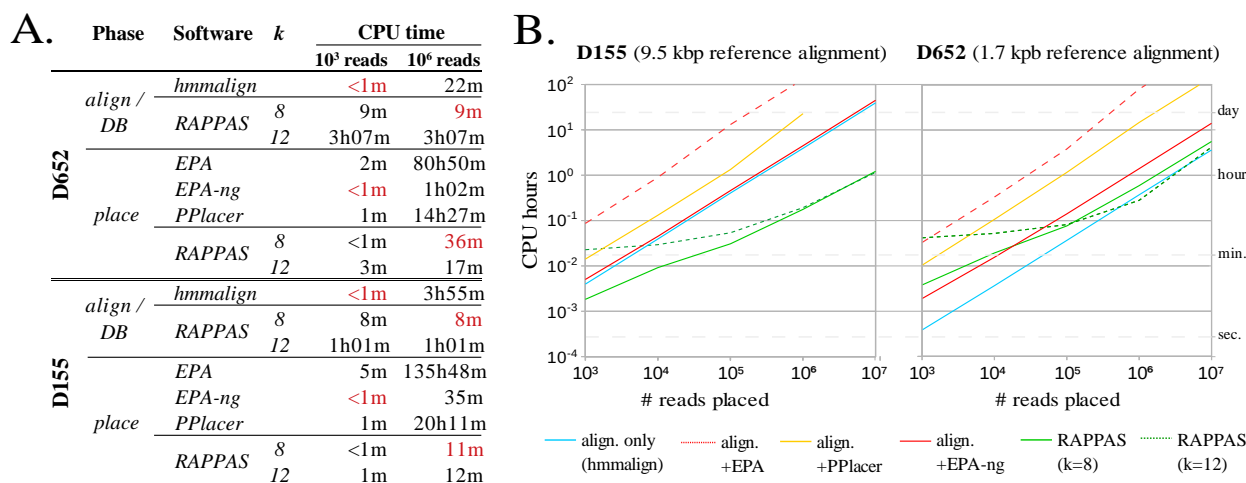 A.
Phase Software k CPU time
10³ reads 10⁶ reads
D652
align / DB
hmmalign <1m 22m
RAPPAS 8 9m 9m
12 3h07m 3h07m
place
EPA 2m 80h50m
EPA-ng <1m 1h02m
PPlacer 1m 14h27m
RAPPAS 8 <1m 36m
12 3m 17m
D155
align / DB
hmmalign <1m 3h55m
RAPPAS 8 8m 8m
12 1h01m 1h01m
place
EPA 5m 135h48m
EPA-ng <1m 35m
PPlacer 1m 20h11m
RAPPAS 8 <1m 11m
12 1m 12m
B.
D155 (9.5 kbp reference alignment)
D652 (1.7 kpb reference alignment)
CPU hours
10²
10¹
10⁰
10⁻¹
10⁻²
10⁻³
10⁻⁴
10³ 10⁴ 10⁵ 10⁶ 10⁷
# reads placed
10³ 10⁴ 10⁵ 10⁶ 10⁷
# reads placed
day
hour
min.
sec.
align. only
(hmmalign)
align.
+EPA
align.
+PPlacer
align.
+EPA-ng
RAPPAS
(k=8)
RAPPAS
(k=12)